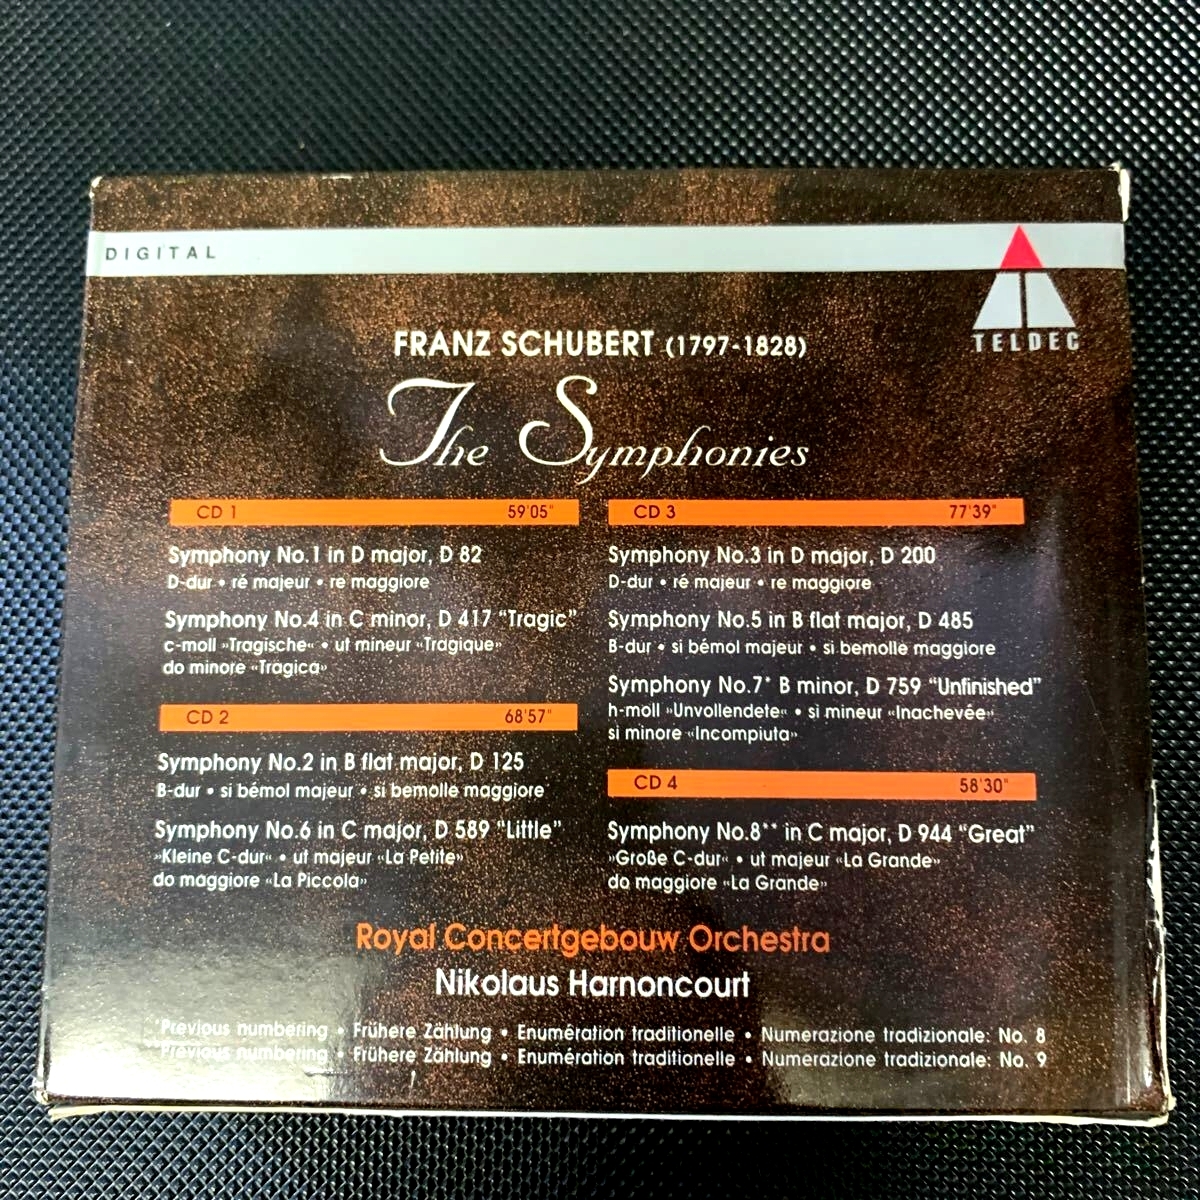 DIGITAL
TELDEC
FRANZ SCHUBERT (1797-1828)
The Symphonies
CD 1 59'05"
Symphony No.1 in D major, D 82
D-dur • ré majeur • re maggiore
Symphony No.4 in C minor, D 417 “Tragic”
c-moll »Tragische« • ut mineur «Tragique»
do minore «Tragica»
CD 2 68'57"
Symphony No.2 in B flat major, D 125
B-dur • si bémol majeur • si bemolle maggiore
Symphony No.6 in C major, D 589 “Little”
»Kleine C-dur« • ut majeur «La Petite»
do maggiore «La Piccola»
CD 3 77'39"
Symphony No.3 in D major, D 200
D-dur • ré majeur • re maggiore
Symphony No.5 in B flat major, D 485
B-dur • si bémol majeur • si bemolle maggiore
Symphony No.7* B minor, D 759 “Unfinished”
h-moll »Unvollendete« • si mineur «Inachevée»
si minore «Incompiuta»
CD 4 58'30"
Symphony No.8** in C major, D 944 “Great”
»Große C-dur« • ut majeur «La Grande»
do maggiore «La Grande»
Royal Concertgebouw Orchestra
Nikolaus Harnoncourt
*Previous numbering • Frühere Zählung • Enumération traditionelle • Numerazione tradizionale: No. 8
**Previous numbering • Frühere Zählung • Enumération traditionelle • Numerazione tradizionale: No. 9